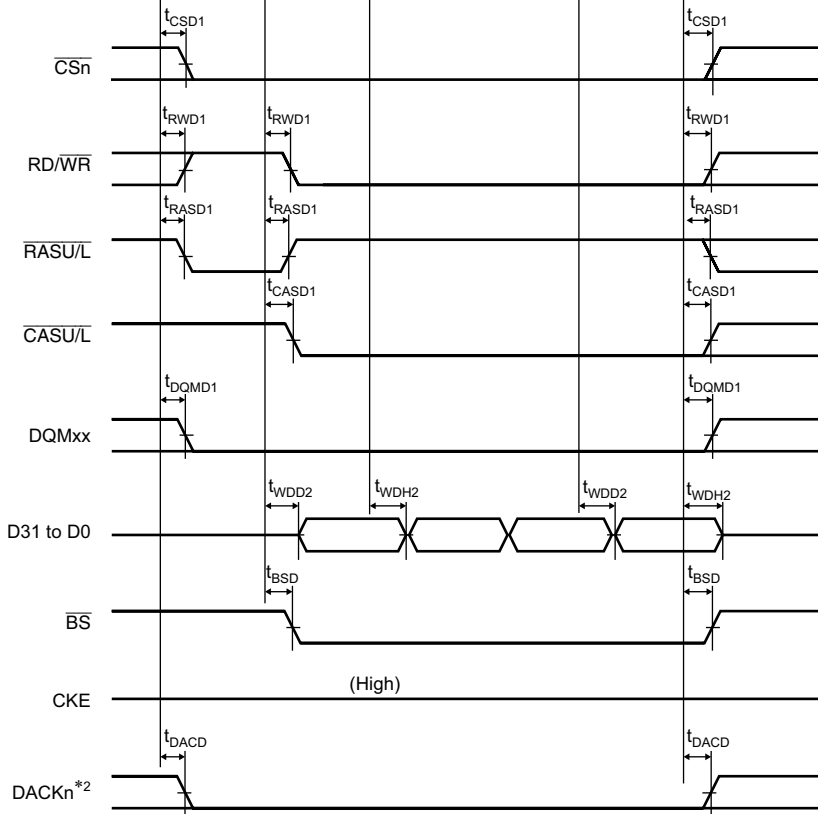 tCSD1 tCSD1
CSn
tRWD1 tRWD1 tRWD1
RD/WR
tRASD1 tRASD1 tRASD1
RASU/L
tCASD1 tCASD1
CASU/L
tDQMD1 tDQMD1
DQMxx
tWDD2 tWDH2 tWDD2 tWDH2
D31 to D0
tBSD tBSD
BS
(High)
CKE
tDACD tDACD
DACKn*2